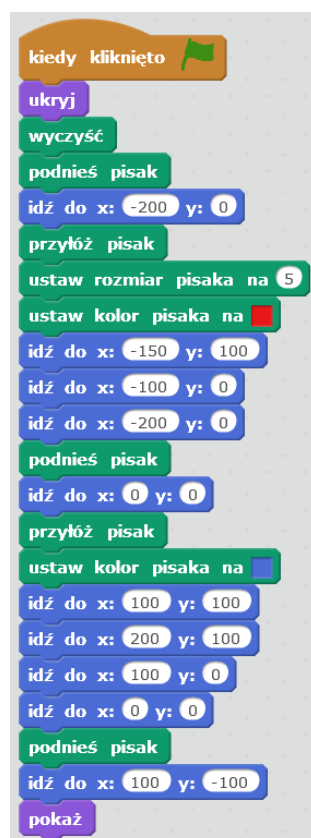 kiedy kliknięto
ukryj
wyczyść
podnieś pisak
idź do x: -200 y: 0
przyłóż pisak
ustaw rozmiar pisaka na 5
ustaw kolor pisaka na
idź do x: -150 y: 100
idź do x: -100 y: 0
idź do x: -200 y: 0
podnieś pisak
idź do x: 0 y: 0
przyłóż pisak
ustaw kolor pisaka na
idź do x: 100 y: 100
idź do x: 200 y: 100
idź do x: 100 y: 0
idź do x: 0 y: 0
podnieś pisak
idź do x: 100 y: -100
pokaż